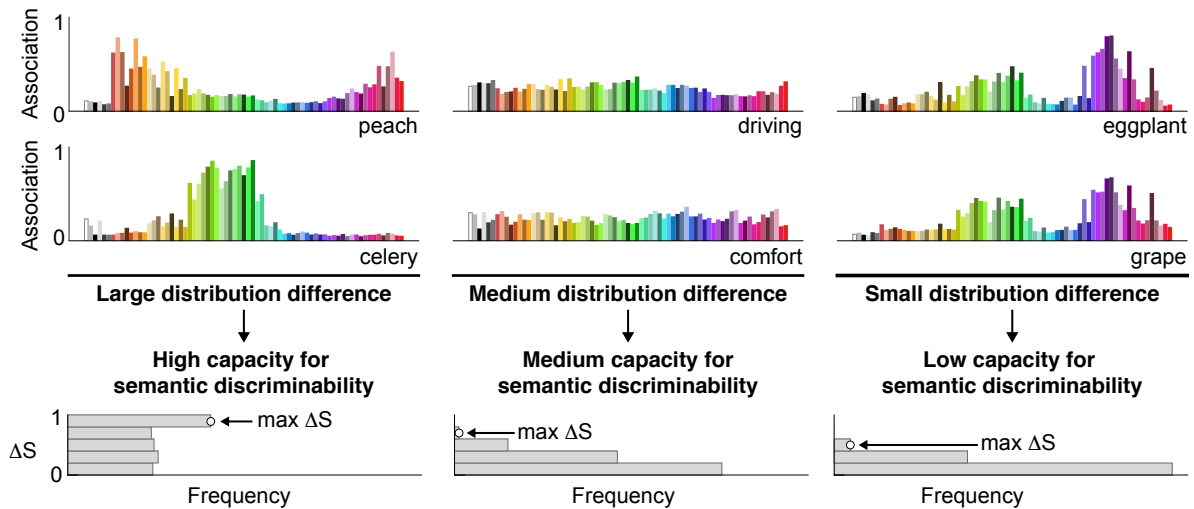 1
Association
0
peach
driving
eggplant
1
Association
0
celery
comfort
grape
Large distribution difference
Medium distribution difference
Small distribution difference
High capacity for
semantic discriminability
Medium capacity for
semantic discriminability
Low capacity for
semantic discriminability
1
ΔS
0
max ΔS
max ΔS
max ΔS
Frequency
Frequency
Frequency